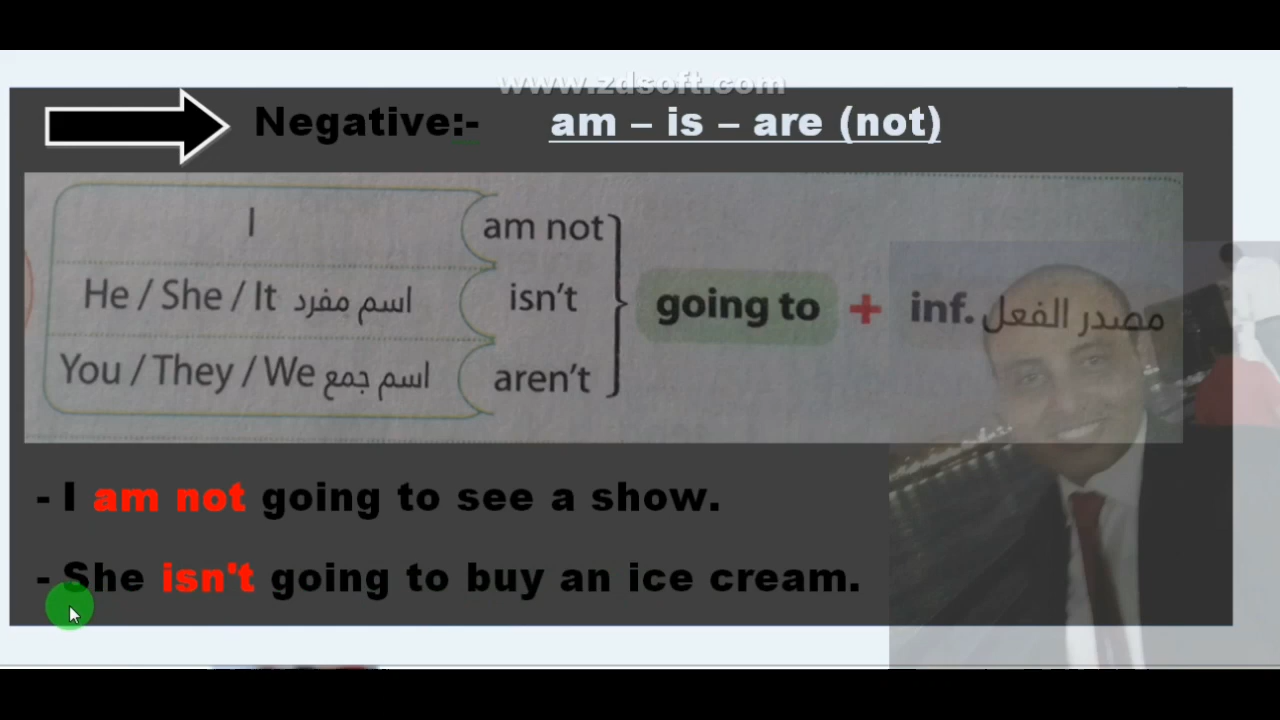 www.zdsoft.com
Negative:- am – is – are (not)
I am not
He / She / It اسم مفرد isn't
You / They / We اسم جمع aren't
going to + inf. مصدر الفعل
- I am not going to see a show.
- She isn't going to buy an ice cream.